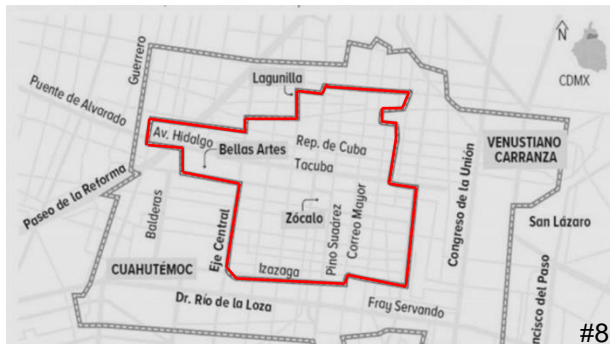 N
CDMX
Guerrero
Lagunilla
Puente de Alvarado
Av. Hidalgo
Bellas Artes
Rep. de Cuba
Tacuba
VENUSTIANO
CARRANZA
Paseo de la Reforma
Balderas
Eje Central
Zócalo
Pino Suaárez
Correo Mayor
Congreso de la Unión
San Lázaro
CUAHUTÉMOC
Izazaga
Dr. Río de la Loza
Fray Servando
ncisco del Paso
#8